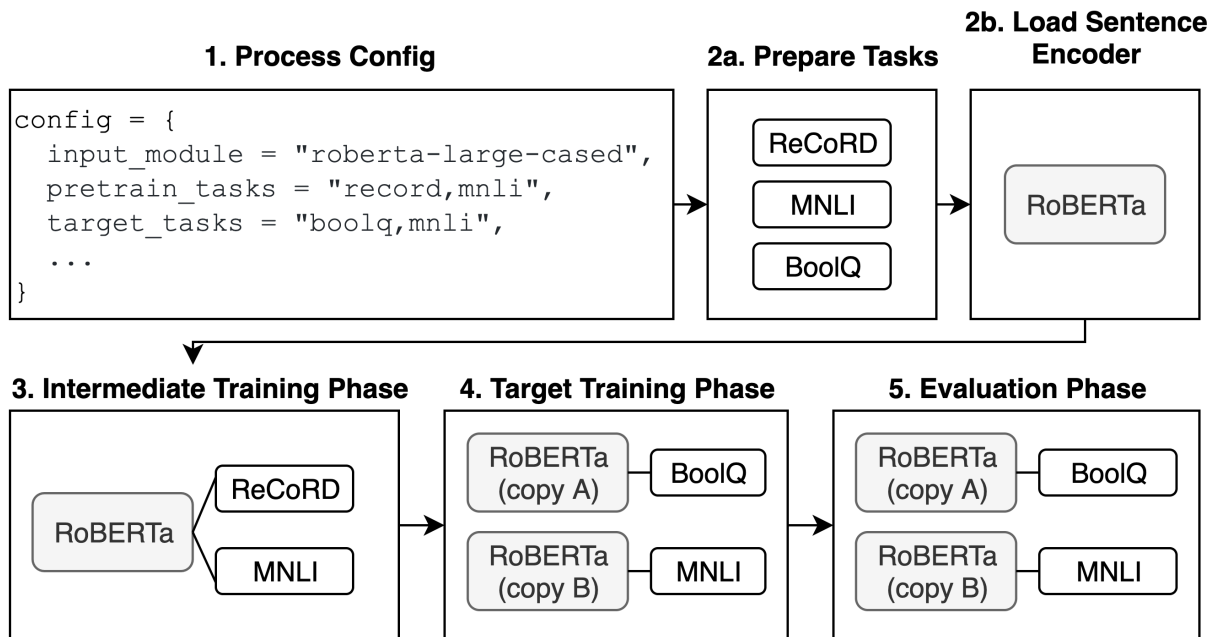 1. Process Config
config = {
input_module = "roberta-large-cased",
pretrain_tasks = "record,mnli",
target_tasks = "boolq,mnli",
...
}
2a. Prepare Tasks
ReCoRD
MNLI
BoolQ
2b. Load Sentence
Encoder
RoBERTa
3. Intermediate Training Phase
RoBERTa
ReCoRD
MNLI
4. Target Training Phase
RoBERTa
(copy A)
BoolQ
RoBERTa
(copy B)
MNLI
5. Evaluation Phase
RoBERTa
(copy A)
BoolQ
RoBERTa
(copy B)
MNLI